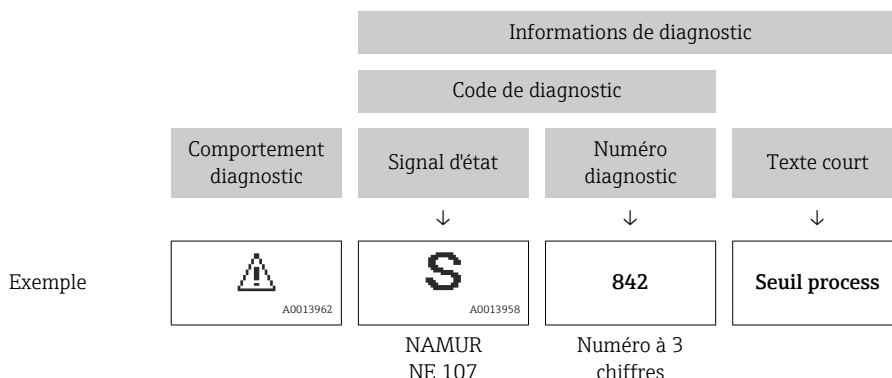 Informations de diagnostic
Code de diagnostic
Comportement
diagnostic
Signal d'état
Numéro
diagnostic
Texte court
↓
↓
↓
Exemple
A0013962
S
A0013958
842
Seuil process
NAMUR
NE 107
Numéro à 3
chiffres